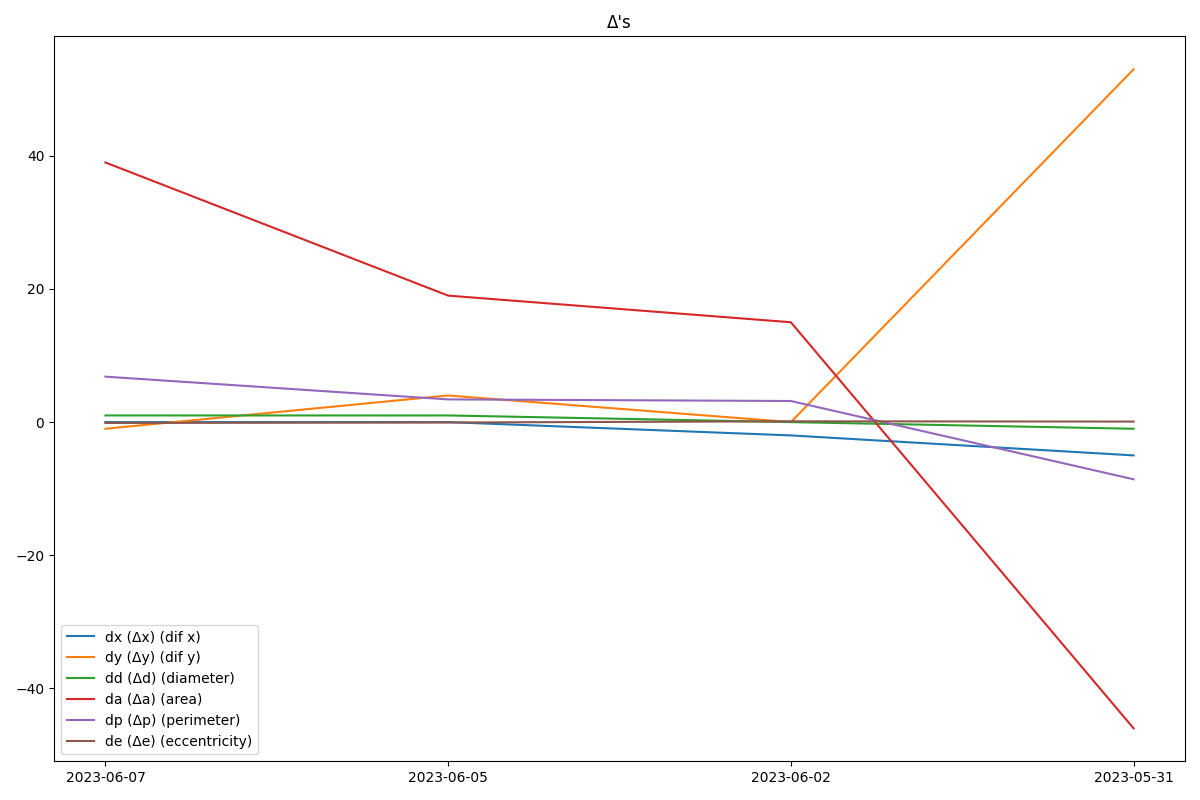 Δ's
40
20
0
−20
−40
dx (Δx) (dif x)
dy (Δy) (dif y)
dd (Δd) (diameter)
da (Δa) (area)
dp (Δp) (perimeter)
de (Δe) (eccentricity)
2023-06-07 2023-06-05 2023-06-02 2023-05-31